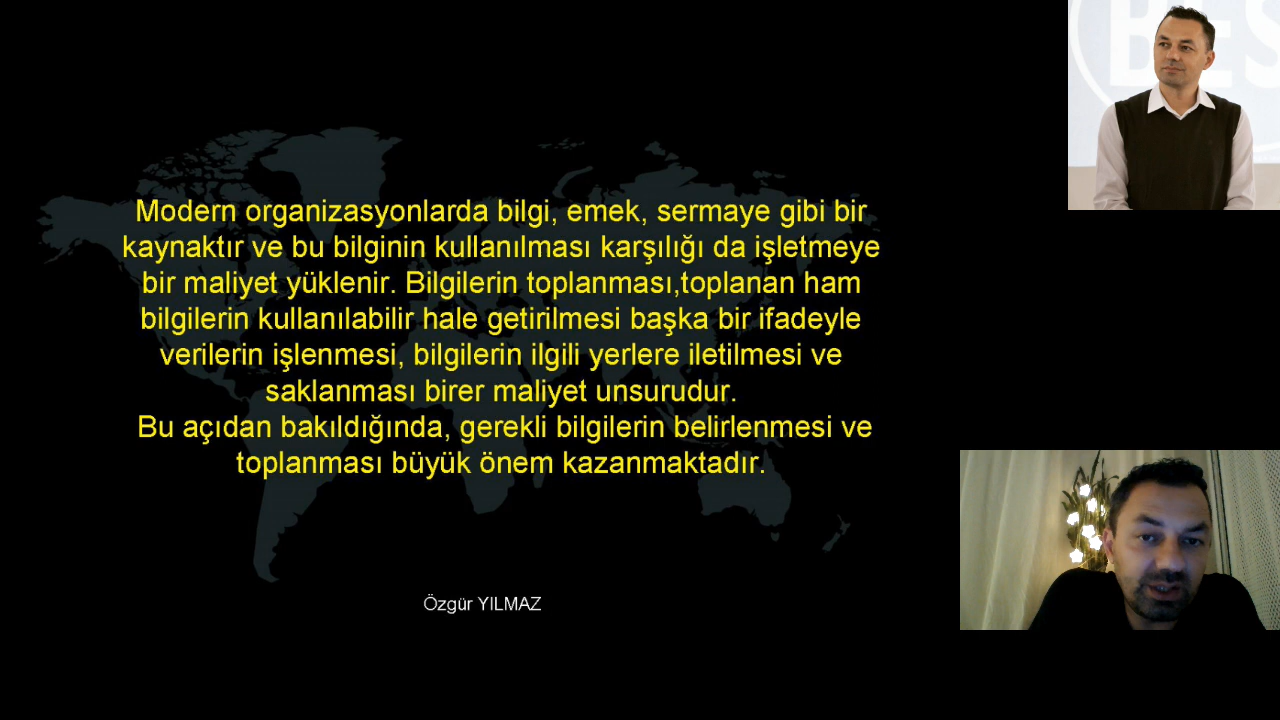 Modern organizasyonlarda bilgi, emek, sermaye gibi bir
kaynaktır ve bu bilginin kullanılması karşılığı da işletmeye
bir maliyet yüklenir. Bilgilerin toplanması,toplanan ham
bilgilerin kullanılabilir hale getirilmesi başka bir ifadeyle
verilerin işlenmesi, bilgilerin ilgili yerlere iletilmesi ve
saklanması birer maliyet unsurudur.
Bu açıdan bakıldığında, gerekli bilgilerin belirlenmesi ve
toplanması büyük önem kazanmaktadır.
Özgür YILMAZ
BES